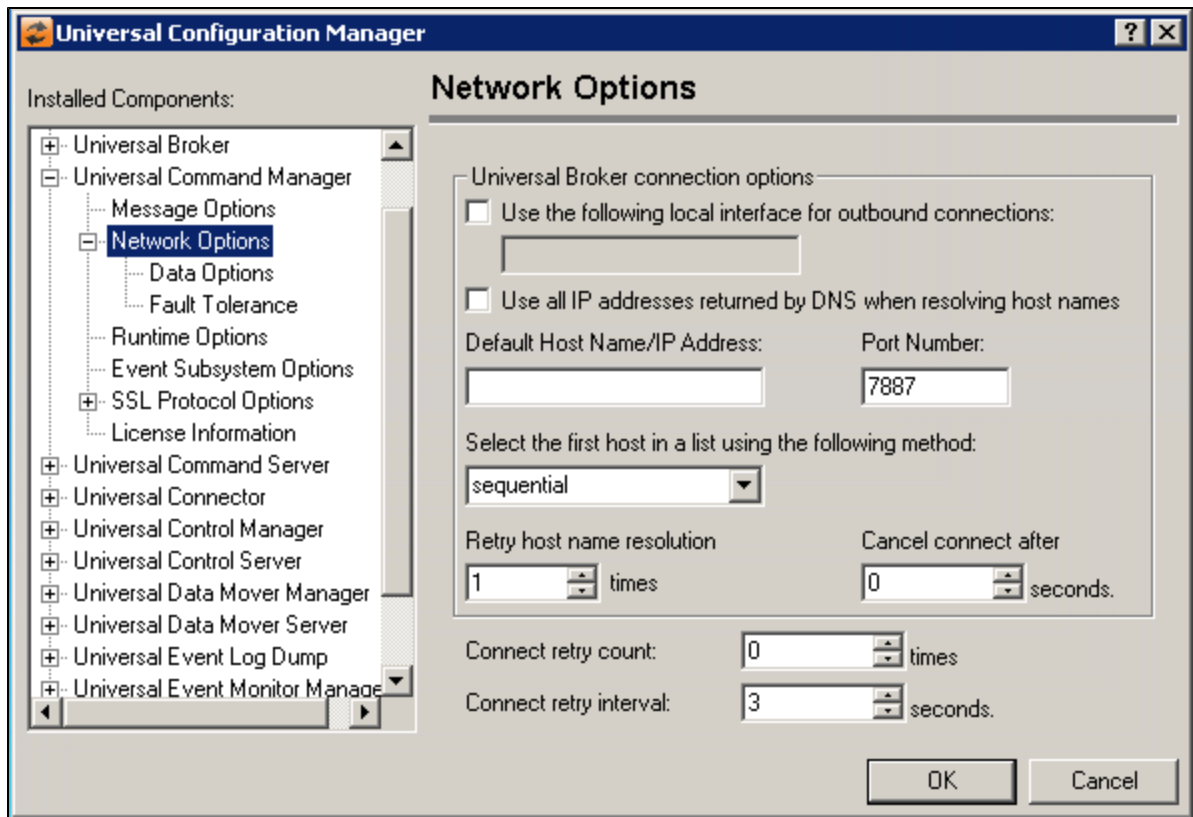 Universal Configuration Manager
Installed Components:
Universal Broker
Universal Command Manager
Message Options
Network Options
Data Options
Fault Tolerance
Runtime Options
Event Subsystem Options
SSL Protocol Options
License Information
Universal Command Server
Universal Connector
Universal Control Manager
Universal Control Server
Universal Data Mover Manager
Universal Data Mover Server
Universal Event Log Dump
Universal Event Monitor Manage
Network Options
Universal Broker connection options
Use the following local interface for outbound connections:
Use all IP addresses returned by DNS when resolving host names
Default Host Name/IP Address: Port Number:
7887
Select the first host in a list using the following method:
sequential
Retry host name resolution Cancel connect after
1 times 0 seconds.
Connect retry count: 0 times
Connect retry interval: 3 seconds.
OK Cancel